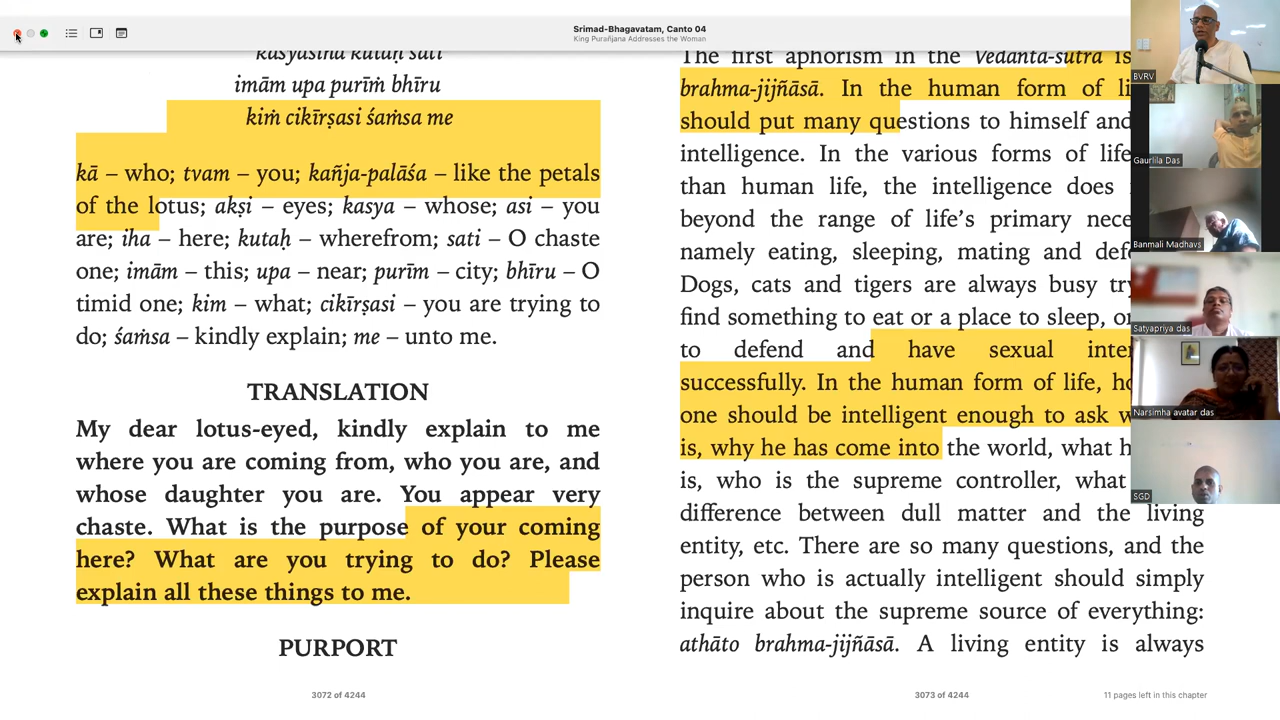 Srimad-Bhagavatam, Canto 04
King Purañjana Addresses the Woman
kasyāsīha kutaḥ sati
imām upa purīṁ bhīru
kiṁ cikīrṣasi śaṁsa me
kā – who; tvam – you; kañja-palāśa – like the petals
of the lotus; akṣi – eyes; kasya – whose; asi – you
are; iha – here; kutaḥ – wherefrom; sati – O chaste
one; imām – this; upa – near; purīm – city; bhīru – O
timid one; kim – what; cikīrṣasi – you are trying to
do; śaṁsa – kindly explain; me – unto me.
TRANSLATION
My dear lotus-eyed, kindly explain to me
where you are coming from, who you are, and
whose daughter you are. You appear very
chaste. What is the purpose of your coming
here? What are you trying to do? Please
explain all these things to me.
PURPORT
3072 of 4244
The first aphorism in the Vedānta-sūtra is
brahma-jijñāsā. In the human form of
should put many questions to himself and
intelligence. In the various forms of life
than human life, the intelligence does
beyond the range of life’s primary
namely eating, sleeping, mating and
Dogs, cats and tigers are always busy
find something to eat or a place to sleep,
to defend and have sexual
successfully. In the human form of life,
one should be intelligent enough to ask
is, why he has come into the world, what
is, who is the supreme controller, what
difference between dull matter and the living
entity, etc. There are so many questions, and the
person who is actually intelligent should simply
inquire about the supreme source of everything:
athāto brahma-jijñāsā. A living entity is always
3073 of 4244
11 pages left in this chapter
BVRV
Gaurlila Das
Banmali Madhavs
Satyapriya das
Narsimha avatar das
SGD